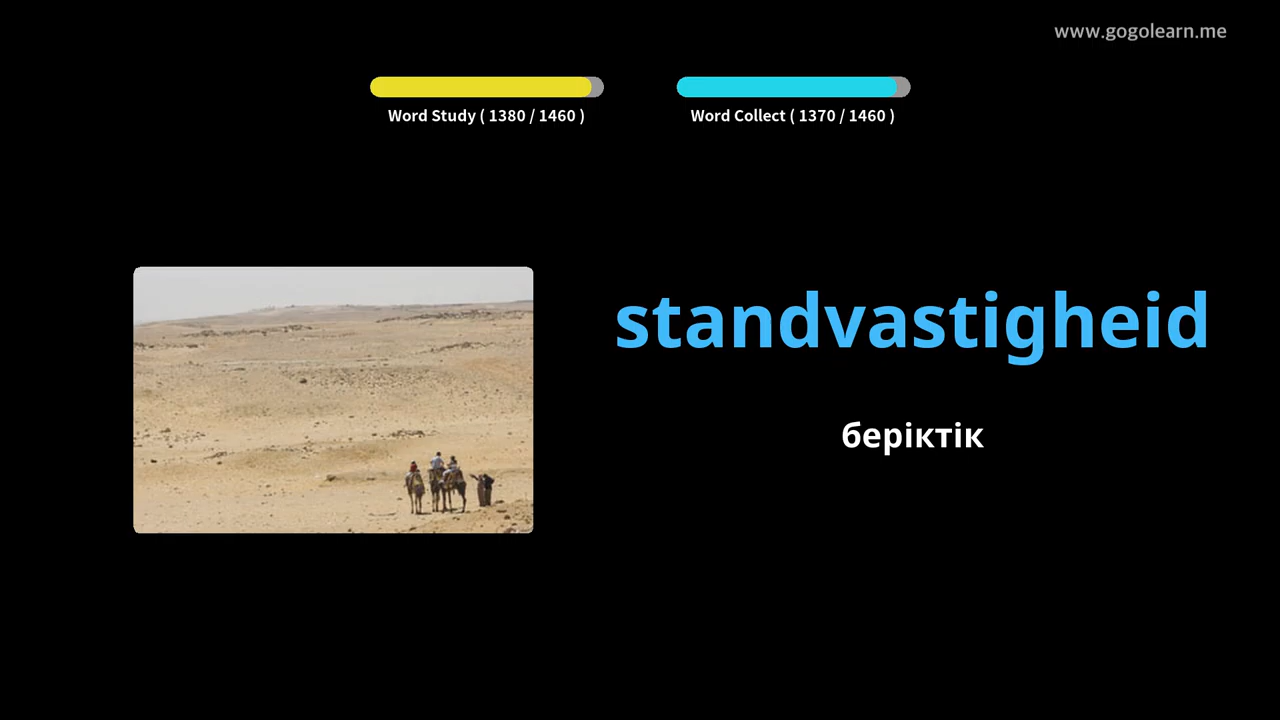 www.gogolearn.me
Word Study ( 1380 / 1460 )
Word Collect ( 1370 / 1460 )
standvastigheid
беріктік